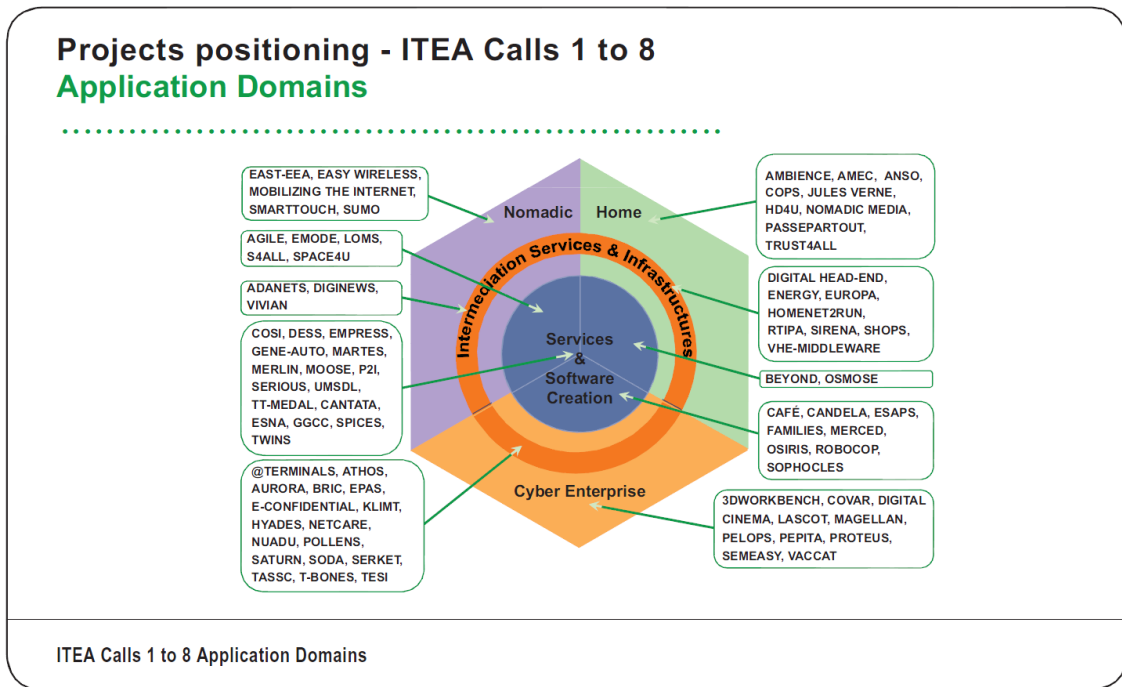 Projects positioning - ITEA Calls 1 to 8
Application Domains
EAST-EEA, EASY WIRELESS,
MOBILIZING THE INTERNET,
SMARTTOUCH, SUMO
AGILE, EMODE, LOMS,
S4ALL, SPACE4U
ADANETS, DIGINEWS,
VIVIAN
COSI, DESS, EMPRESS,
GENE-AUTO, MARTES,
MERLIN, MOOSE, P2I,
SERIOUS, UMSDL,
TT-MEDAL, CANTATA,
ESNA, GGCC, SPICES,
TWINS
@TERMINALS, ATHOS,
AURORA, BRIC, EPAS,
E-CONFIDENTIAL, KLIMT,
HYADES, NETCARE,
NUADU, POLLENS,
SATURN, SODA, SERKET,
TASSC, T-BONES, TESI
Nomadic
Home
Intermediation Services & Infrastructures
Services
&
Software
Creation
Cyber Enterprise
AMBIENCE, AMEC, ANSO,
COPS, JULES VERNE,
HD4U, NOMADIC MEDIA,
PASSEPARTOUT,
TRUST4ALL
DIGITAL HEAD-END,
ENERGY, EUROPA,
HOMENET2RUN,
RTIPA, SIRENA, SHOPS,
VHE-MIDDLEWARE
BEYOND, OSMOSE
CAFÉ, CANDELA, ESAPS,
FAMILIES, MERCED,
OSIRIS, ROBOCOP,
SOPHOCLES
3DWORKBENCH, COVAR, DIGITAL
CINEMA, LASCOT, MAGELLAN,
PELOPS, PEPITA, PROTEUS,
SEMEASY, VACCAT
ITEA Calls 1 to 8 Application Domains